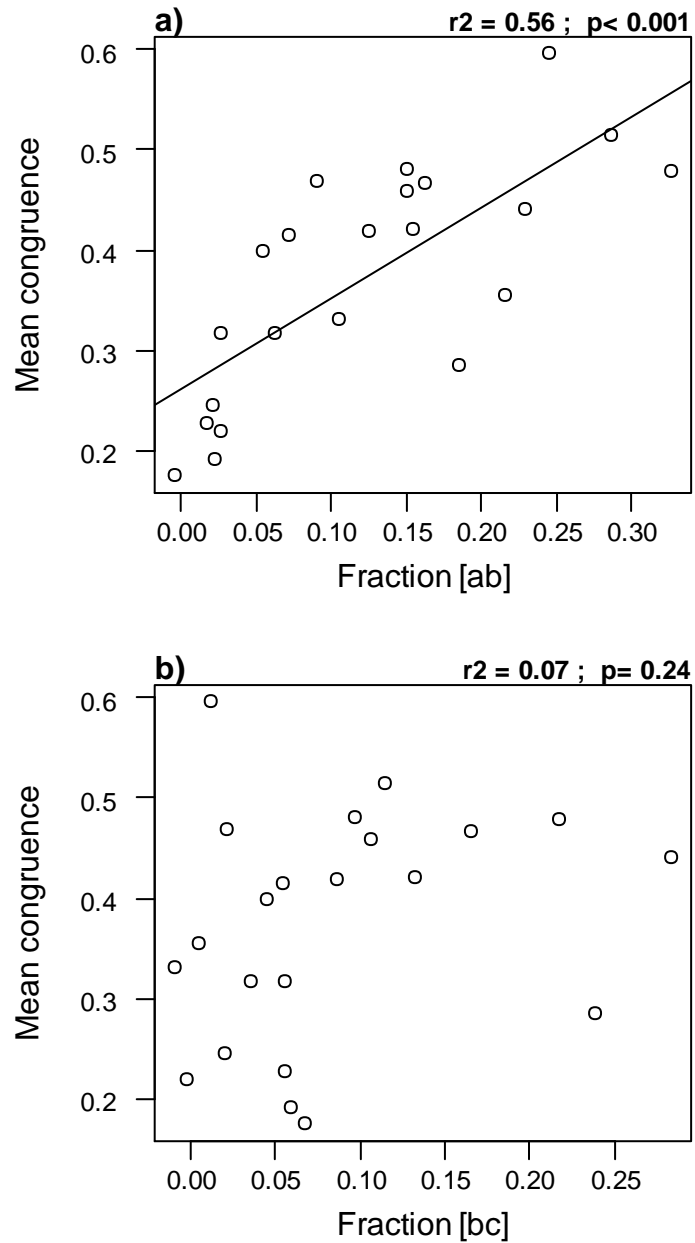 a) r2 = 0.56 ; p< 0.001
0.6
0.5
0.4
0.3
0.2
Mean congruence
0.00 0.05 0.10 0.15 0.20 0.25 0.30
Fraction [ab]
b) r2 = 0.07 ; p= 0.24
0.6
0.5
0.4
0.3
0.2
Mean congruence
0.00 0.05 0.10 0.15 0.20 0.25
Fraction [bc]